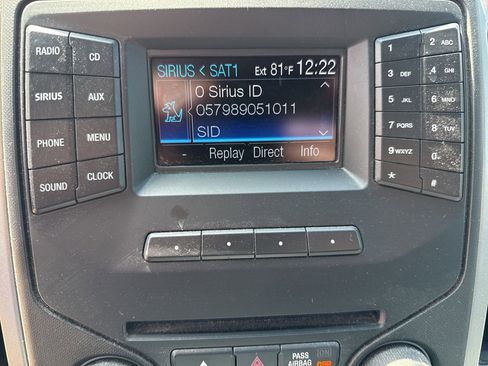 SIRIUS < SAT1 Ext 81°F 12:22
0 Sirius ID
057989051011
SID
- Replay Direct Info
RADIO CD
SIRIUS AUX
PHONE MENU
SOUND CLOCK
1 2 ABC
3 DEF 4 GHI
5 JKL 6 MNO
7 PQRS 8 TUV
9 WXYZ 0
* #
PASS
AIRBAG
ON
OFF